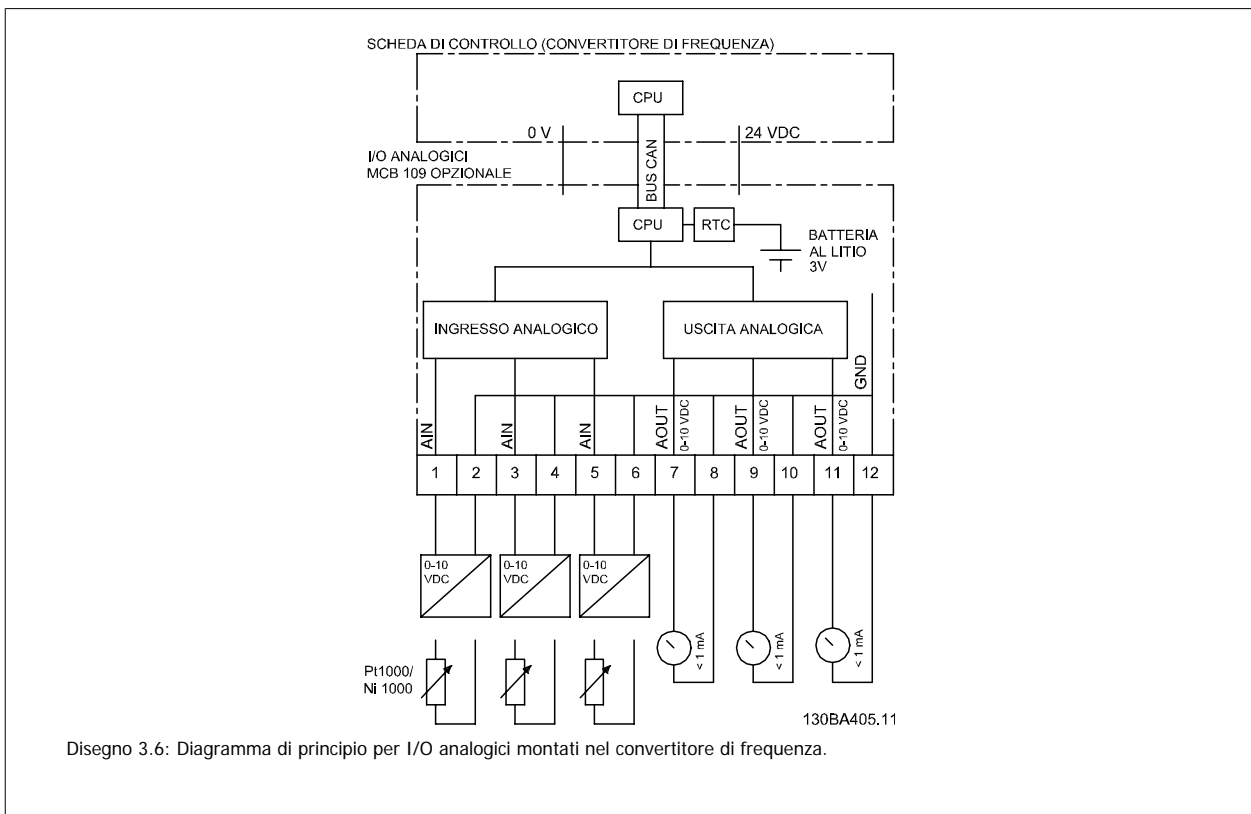 SCHEDA DI CONTROLLO (CONVERTITORE DI FREQUENZA)
CPU
0 V
24 VDC
BUS CAN
I/O ANALOGICI
MCB 109 OPZIONALE
CPU
RTC
BATTERIA
AL LITIO
3V
INGRESSO ANALOGICO
USCITA ANALOGICA
GND
AIN
AIN
AIN
AOUT
0-10 VDC
AOUT
0-10 VDC
AOUT
0-10 VDC
1 2 3 4 5 6 7 8 9 10 11 12
0-10
VDC
0-10
VDC
0-10
VDC
< 1 mA
< 1 mA
< 1 mA
Pt1000/
Ni 1000
130BA405.11
Disegno 3.6: Diagramma di principio per I/O analogici montati nel convertitore di frequenza.